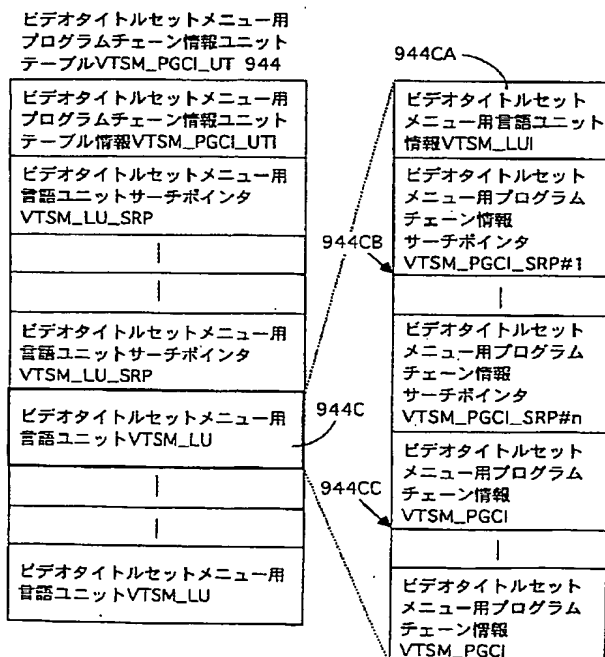 ビデオタイトルセットメニュー用
プログラムチェーン情報ユニット
テーブルVTSM_PGCI_UT 944
ビデオタイトルセットメニュー用
プログラムチェーン情報ユニット
テーブル情報VTSM_PGCI_UTI
ビデオタイトルセットメニュー用
言語ユニットサーチポインタ
VTSM_LU_SRP
ビデオタイトルセットメニュー用
言語ユニットサーチポインタ
VTSM_LU_SRP
ビデオタイトルセットメニュー用
言語ユニットVTSM_LU
ビデオタイトルセットメニュー用
言語ユニットVTSM_LU
944C
944CA
ビデオタイトルセット
メニュー用言語ユニット
情報VTSM_LUI
ビデオタイトルセット
メニュー用プログラム
チェーン情報
サーチポインタ
VTSM_PGCI_SRP#1
944CB
ビデオタイトルセット
メニュー用プログラム
チェーン情報
サーチポインタ
VTSM_PGCI_SRP#n
ビデオタイトルセット
メニュー用プログラム
チェーン情報
VTSM_PGCI
944CC
ビデオタイトルセット
メニュー用プログラム
チェーン情報
VTSM_PGCI